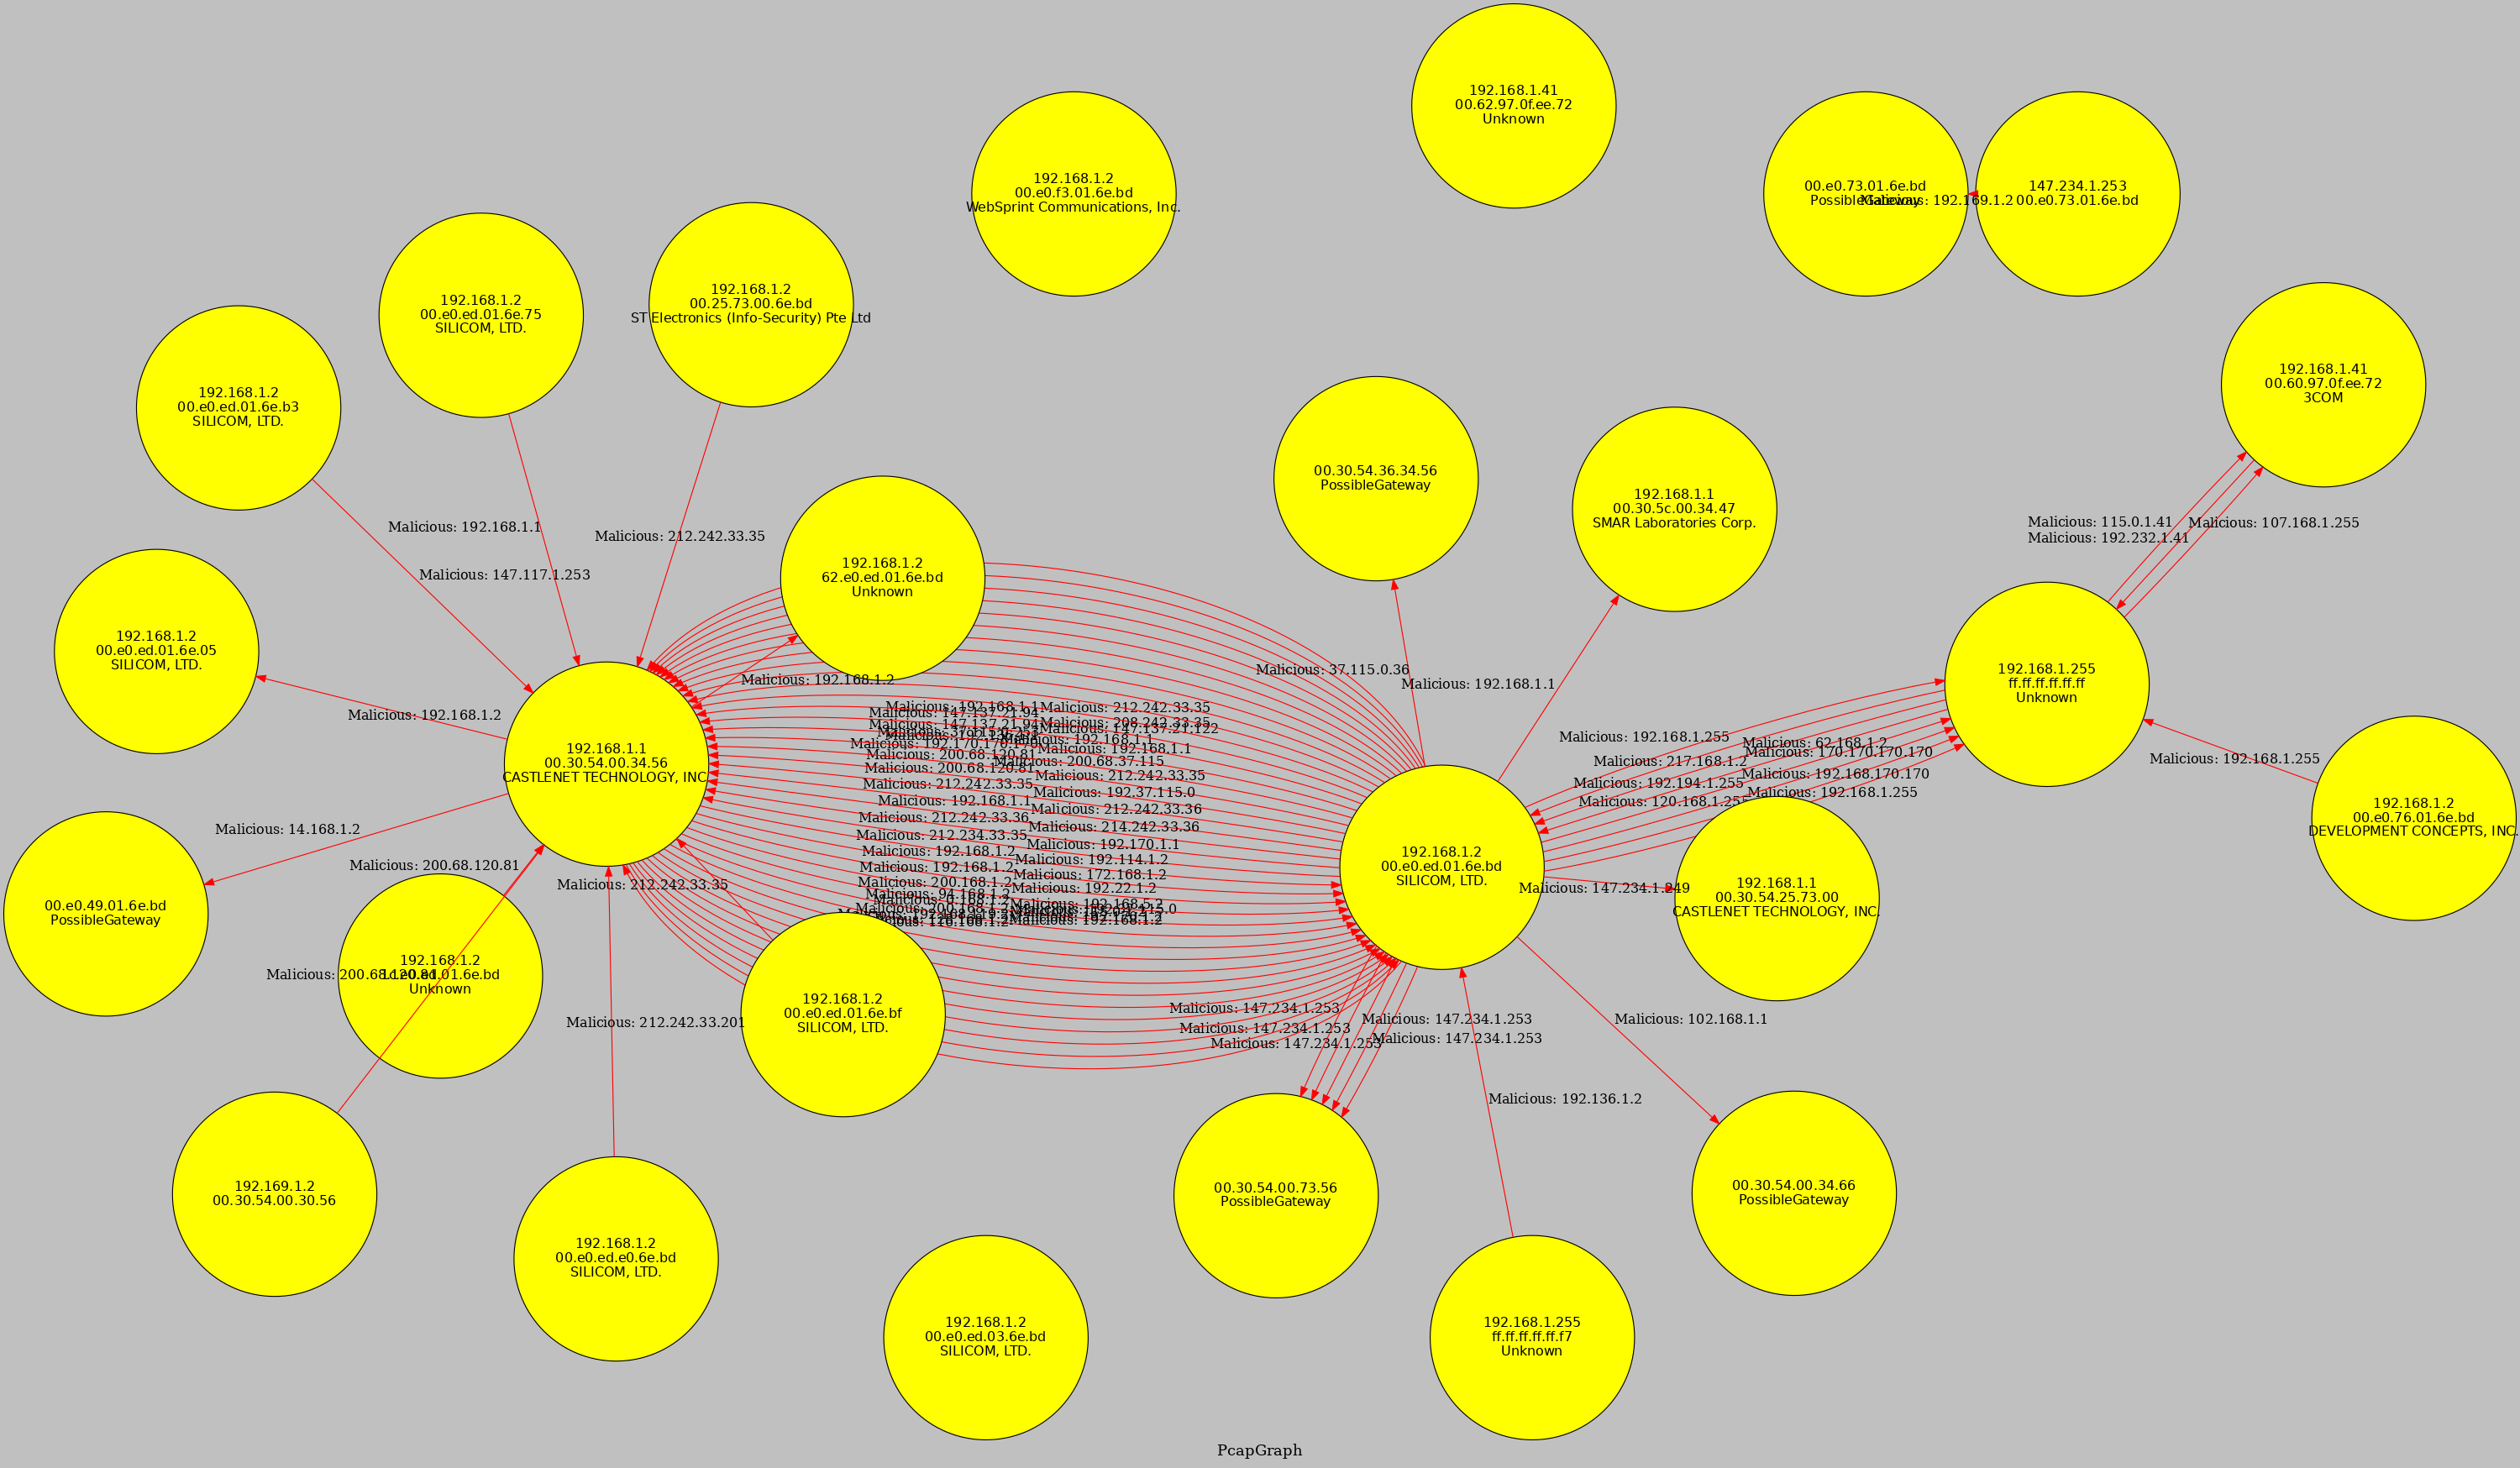 192.168.1.41
00.62.97.0f.ee.72
Unknown
192.168.1.2
00.e0.f3.01.6e.bd
WebSprint Communications, Inc.
00.e0.73.01.6e.bd
PossibleGateway
Malicious: 192.169.1.2
147.234.1.253
00.e0.73.01.6e.bd
192.168.1.2
00.e0.ed.01.6e.75
SILICOM, LTD.
192.168.1.2
00.25.73.00.6e.bd
ST Electronics (Info-Security) Pte Ltd
192.168.1.2
00.e0.ed.01.6e.b3
SILICOM, LTD.
192.168.1.41
00.60.97.0f.ee.72
3COM
00.30.54.36.34.56
PossibleGateway
192.168.1.1
00.30.5c.00.34.47
SMAR Laboratories Corp.
Malicious: 192.168.1.1
Malicious: 212.242.33.35
Malicious: 147.117.1.253
Malicious: 115.0.1.41
Malicious: 192.232.1.41
Malicious: 107.168.1.255
192.168.1.2
62.e0.ed.01.6e.bd
Unknown
192.168.1.2
00.e0.ed.01.6e.05
SILICOM, LTD.
Malicious: 192.168.1.2
Malicious: 37.115.0.36
Malicious: 192.168.1.1
192.168.1.255
ff.ff.ff.ff.ff.ff
Unknown
Malicious: 192.168.1.2
192.168.1.1
00.30.54.00.34.56
CASTLENET TECHNOLOGY, INC.
Malicious: 192.168.1.1
Malicious: 212.242.33.35
Malicious: 147.137.21.94
Malicious: 208.242.33.35
Malicious: 147.137.21.94
Malicious: 147.137.21.122
Malicious: 192.168.1.1
Malicious: 192.170.170.170
Malicious: 192.168.1.1
Malicious: 200.68.120.81
Malicious: 200.68.37.115
Malicious: 200.68.120.81
Malicious: 212.242.33.35
Malicious: 212.242.33.35
Malicious: 192.37.115.0
Malicious: 192.168.1.1
Malicious: 212.242.33.36
Malicious: 212.242.33.36
Malicious: 214.242.33.36
Malicious: 212.234.33.35
Malicious: 192.170.1.1
Malicious: 192.168.1.2
Malicious: 192.114.1.2
Malicious: 192.168.1.2
Malicious: 172.168.1.2
Malicious: 200.168.1.2
Malicious: 192.22.1.2
Malicious: 94.168.1.2
Malicious: 0.168.1.2
Malicious: 192.168.5.2
Malicious: 200.168.1.2
Malicious: 192.168.1.2
Malicious: 192.168.1.255
Malicious: 62.168.1.2
Malicious: 170.170.170.170
Malicious: 217.168.1.2
Malicious: 192.168.170.170
Malicious: 192.194.1.255
Malicious: 192.168.1.255
Malicious: 120.168.1.255
Malicious: 192.168.1.255
192.168.1.2
00.e0.76.01.6e.bd
DEVELOPMENT CONCEPTS, INC.
Malicious: 14.168.1.2
192.168.1.2
00.e0.ed.01.6e.bd
SILICOM, LTD.
Malicious: 147.234.1.249
192.168.1.1
00.30.54.25.73.00
CASTLENET TECHNOLOGY, INC.
Malicious: 200.68.120.81
Malicious: 212.242.33.35
00.e0.49.01.6e.bd
PossibleGateway
192.168.1.2
Malicious: 200.68.120.81
Unknown
192.168.1.2
00.e0.ed.01.6e.bf
SILICOM, LTD.
Malicious: 212.242.33.201
Malicious: 147.234.1.253
Malicious: 147.234.1.253
Malicious: 147.234.1.253
Malicious: 147.234.1.253
Malicious: 147.234.1.253
Malicious: 102.168.1.1
Malicious: 192.136.1.2
192.169.1.2
00.30.54.00.30.56
00.30.54.00.73.56
PossibleGateway
00.30.54.00.34.66
PossibleGateway
192.168.1.2
00.e0.ed.e0.6e.bd
SILICOM, LTD.
192.168.1.2
00.e0.ed.03.6e.bd
SILICOM, LTD.
192.168.1.255
ff.ff.ff.ff.ff.f7
Unknown
PcapGraph